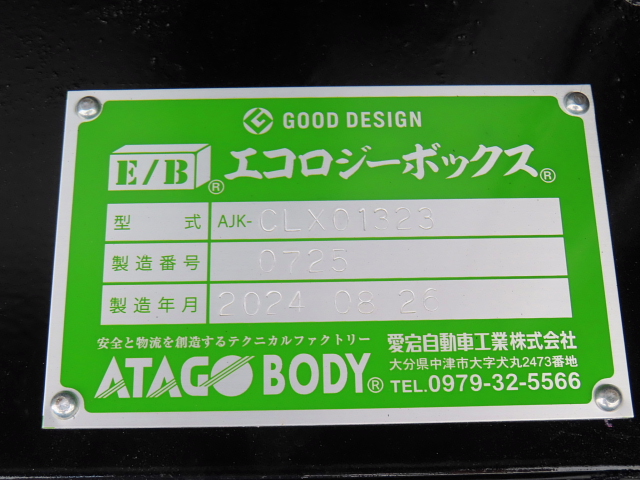 GOOD DESIGN
E/B® エコロジーボックス®
型式 AJK-CLX01323
製造番号 0725
製造年月 2024 08 26
安全と物流を創造するテクニカルファクトリー
ATAGO BODY®
愛宕自動車工業株式会社
大分県中津市大字犬丸2473番地
TEL.0979-32-5566